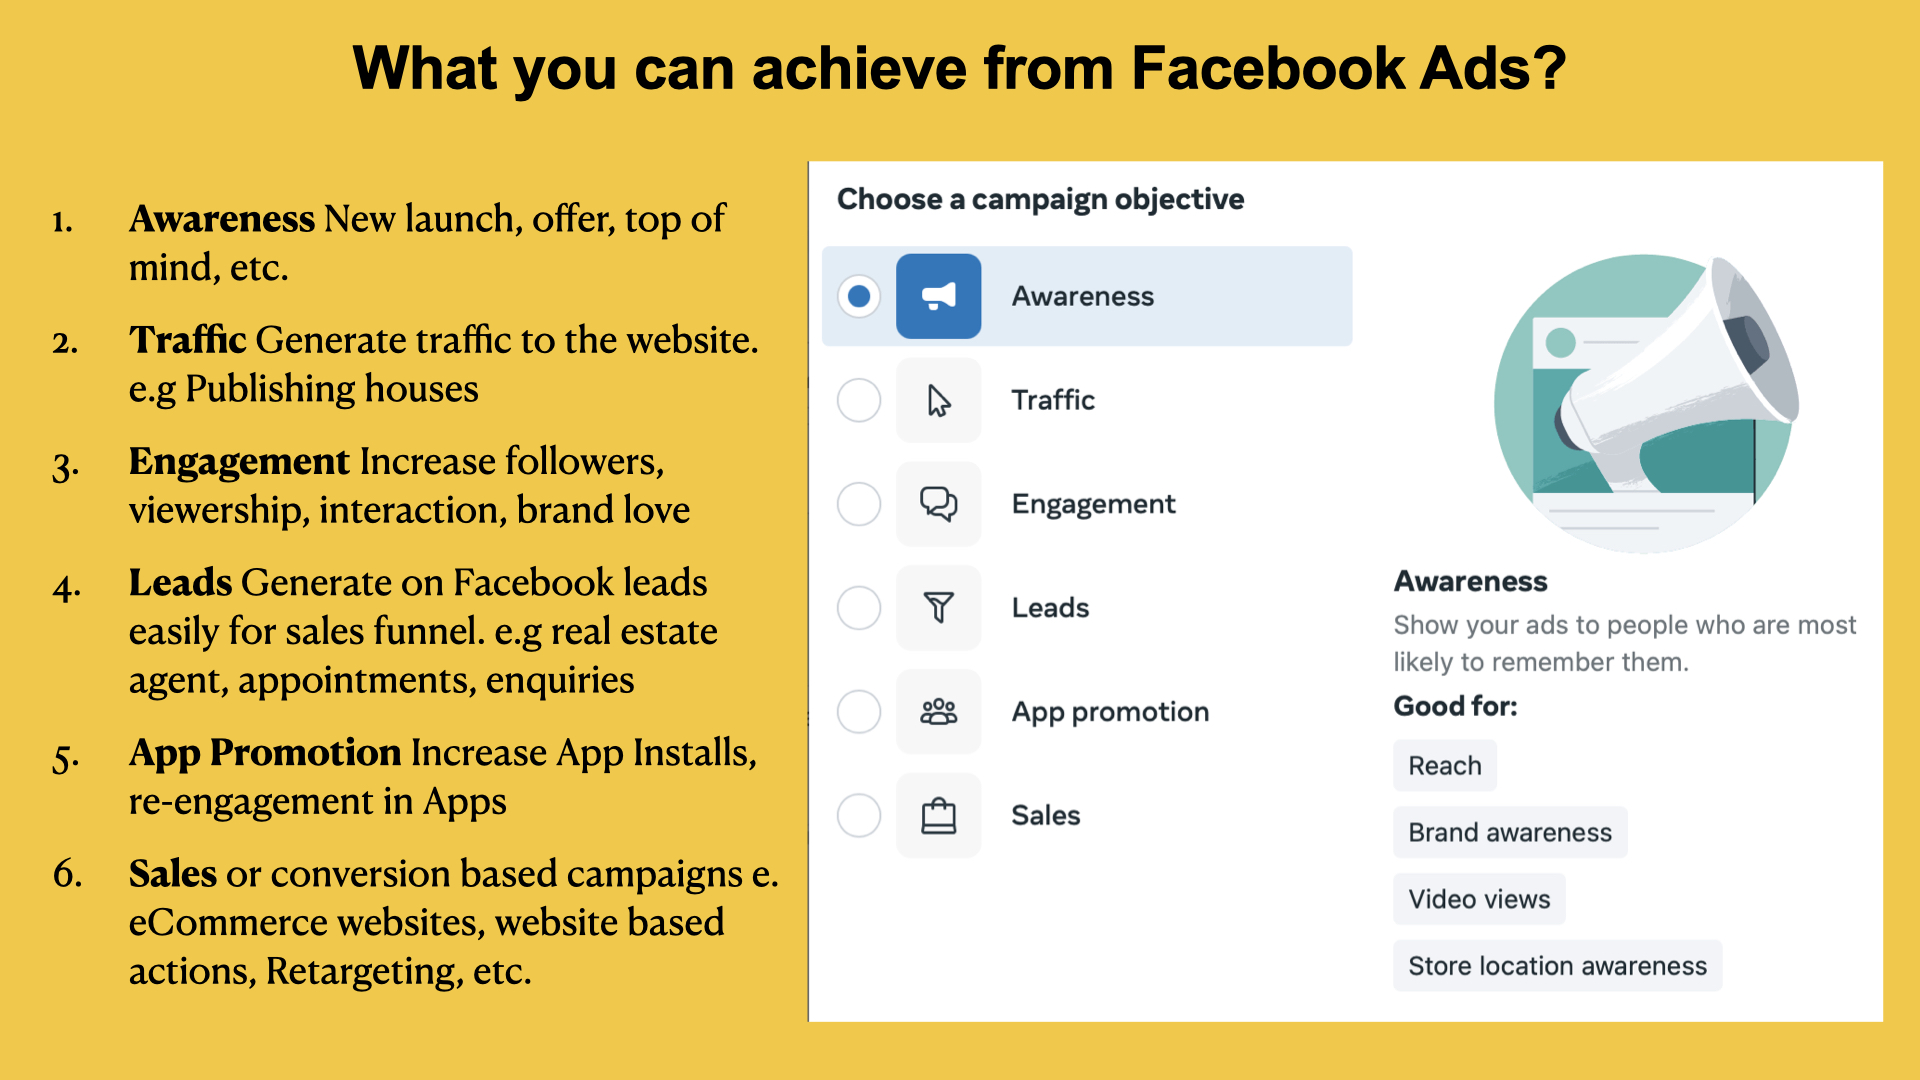 What you can achieve from Facebook Ads?
1. Awareness New launch, offer, top of
mind, etc.
2. Traffic Generate traffic to the website.
e.g Publishing houses
3. Engagement Increase followers,
viewership, interaction, brand love
4. Leads Generate on Facebook leads
easily for sales funnel. e.g real estate
agent, appointments, enquiries
5. App Promotion Increase App Installs,
re-engagement in Apps
6. Sales or conversion based campaigns e.
eCommerce websites, website based
actions, Retargeting, etc.
Choose a campaign objective
Awareness
Traffic
Engagement
Leads
App promotion
Sales
Awareness
Show your ads to people who are most
likely to remember them.
Good for:
Reach
Brand awareness
Video views
Store location awareness